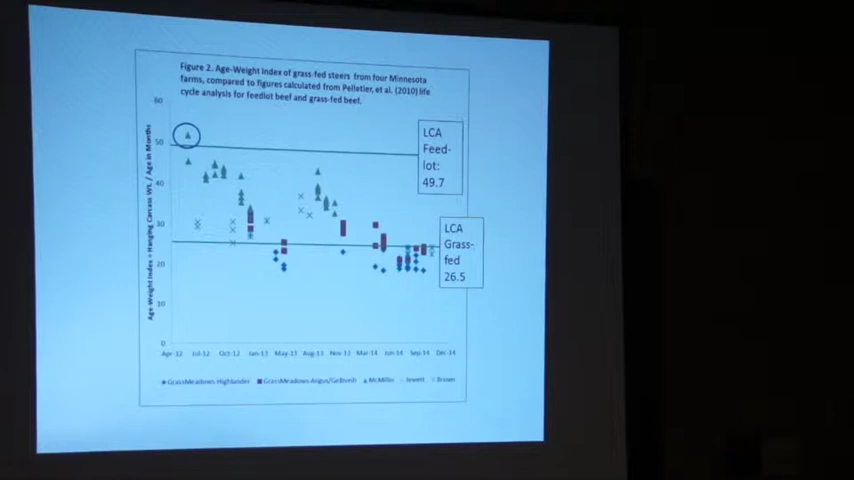 Figure 2. Age-Weight Index of grass-fed steers from four Minnesota
farms, compared to figures calculated from Pelletier, et al. (2010) life
cycle analysis for feedlot beef and grass-fed beef.
Age-Weight Index = Hanging Carcass Wt. / Age in Months
60
50
40
30
20
10
0
LCA
Feed-
lot:
49.7
LCA
Grass-
fed
26.5
Apr-12 Jul-12 Oct-12 Jan-13 May-13 Aug-13 Nov-13 Mar-14 Jun-14 Sep-14 Dec-14
GrassMeadows-Highlander GrassMeadows-Angus/Gelbvieh McMillin Jewett